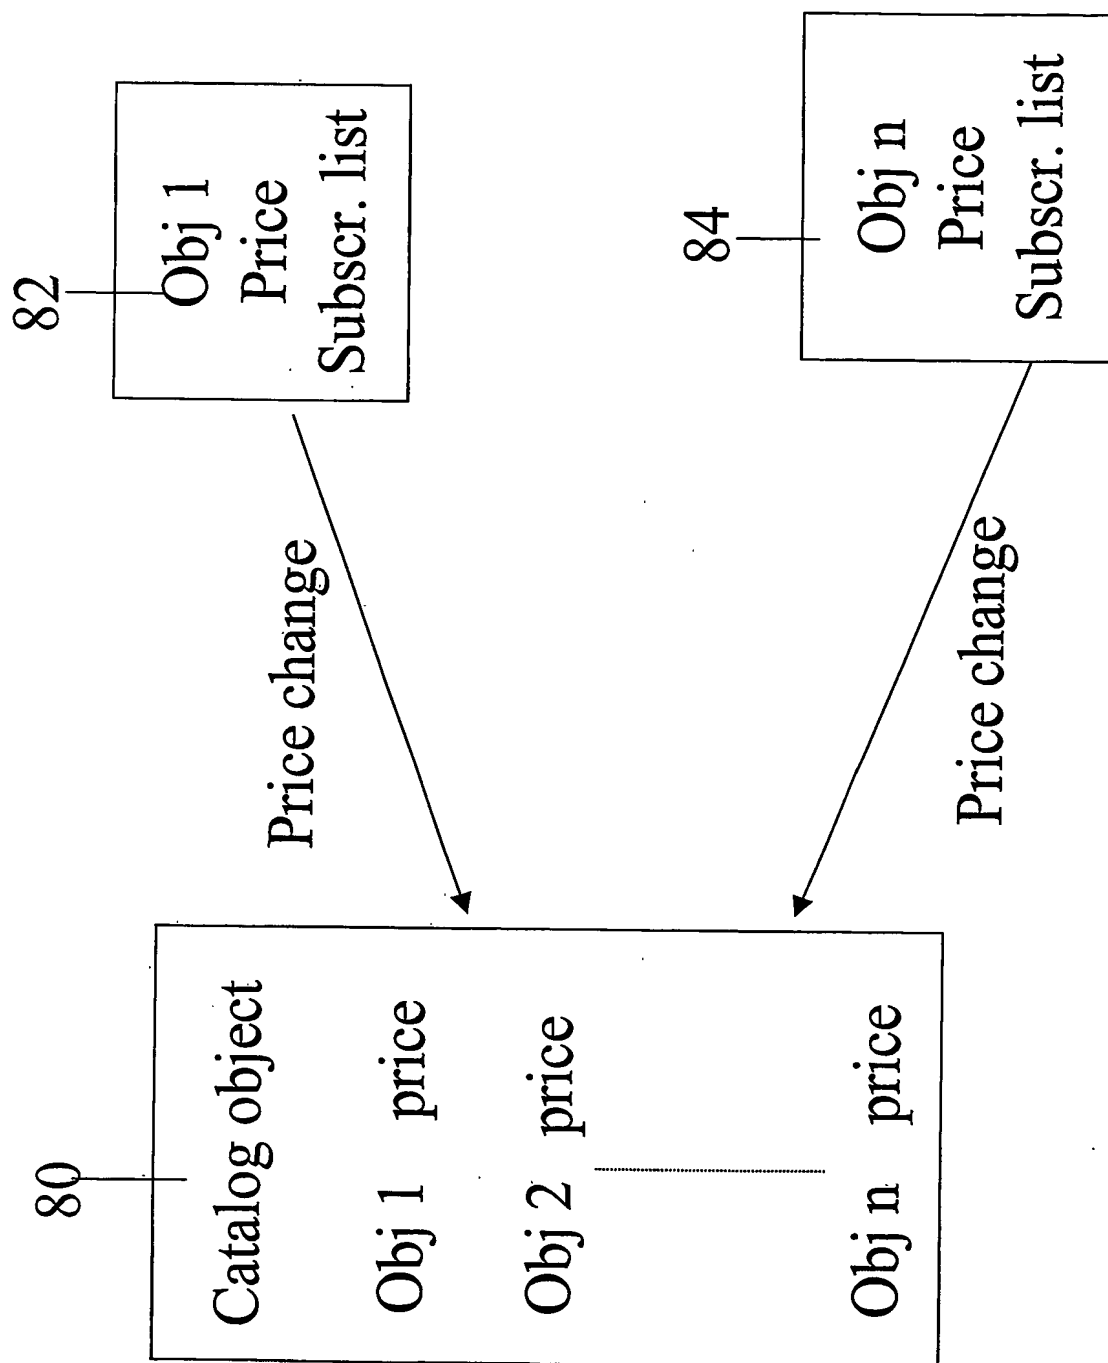 80
Catalog object
Obj 1 price
Obj 2 price
Obj n price
Price change
Price change
82
Obj 1
Price
Subscr. list
84
Obj n
Price
Subscr. list